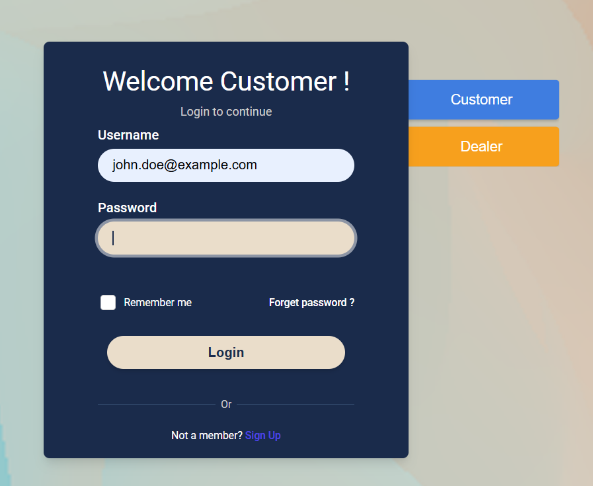 Welcome Customer !
Login to continue
Username
john.doe@example.com
Password
Remember me
Forget password ?
Login
Or
Not a member? Sign Up
Customer
Dealer